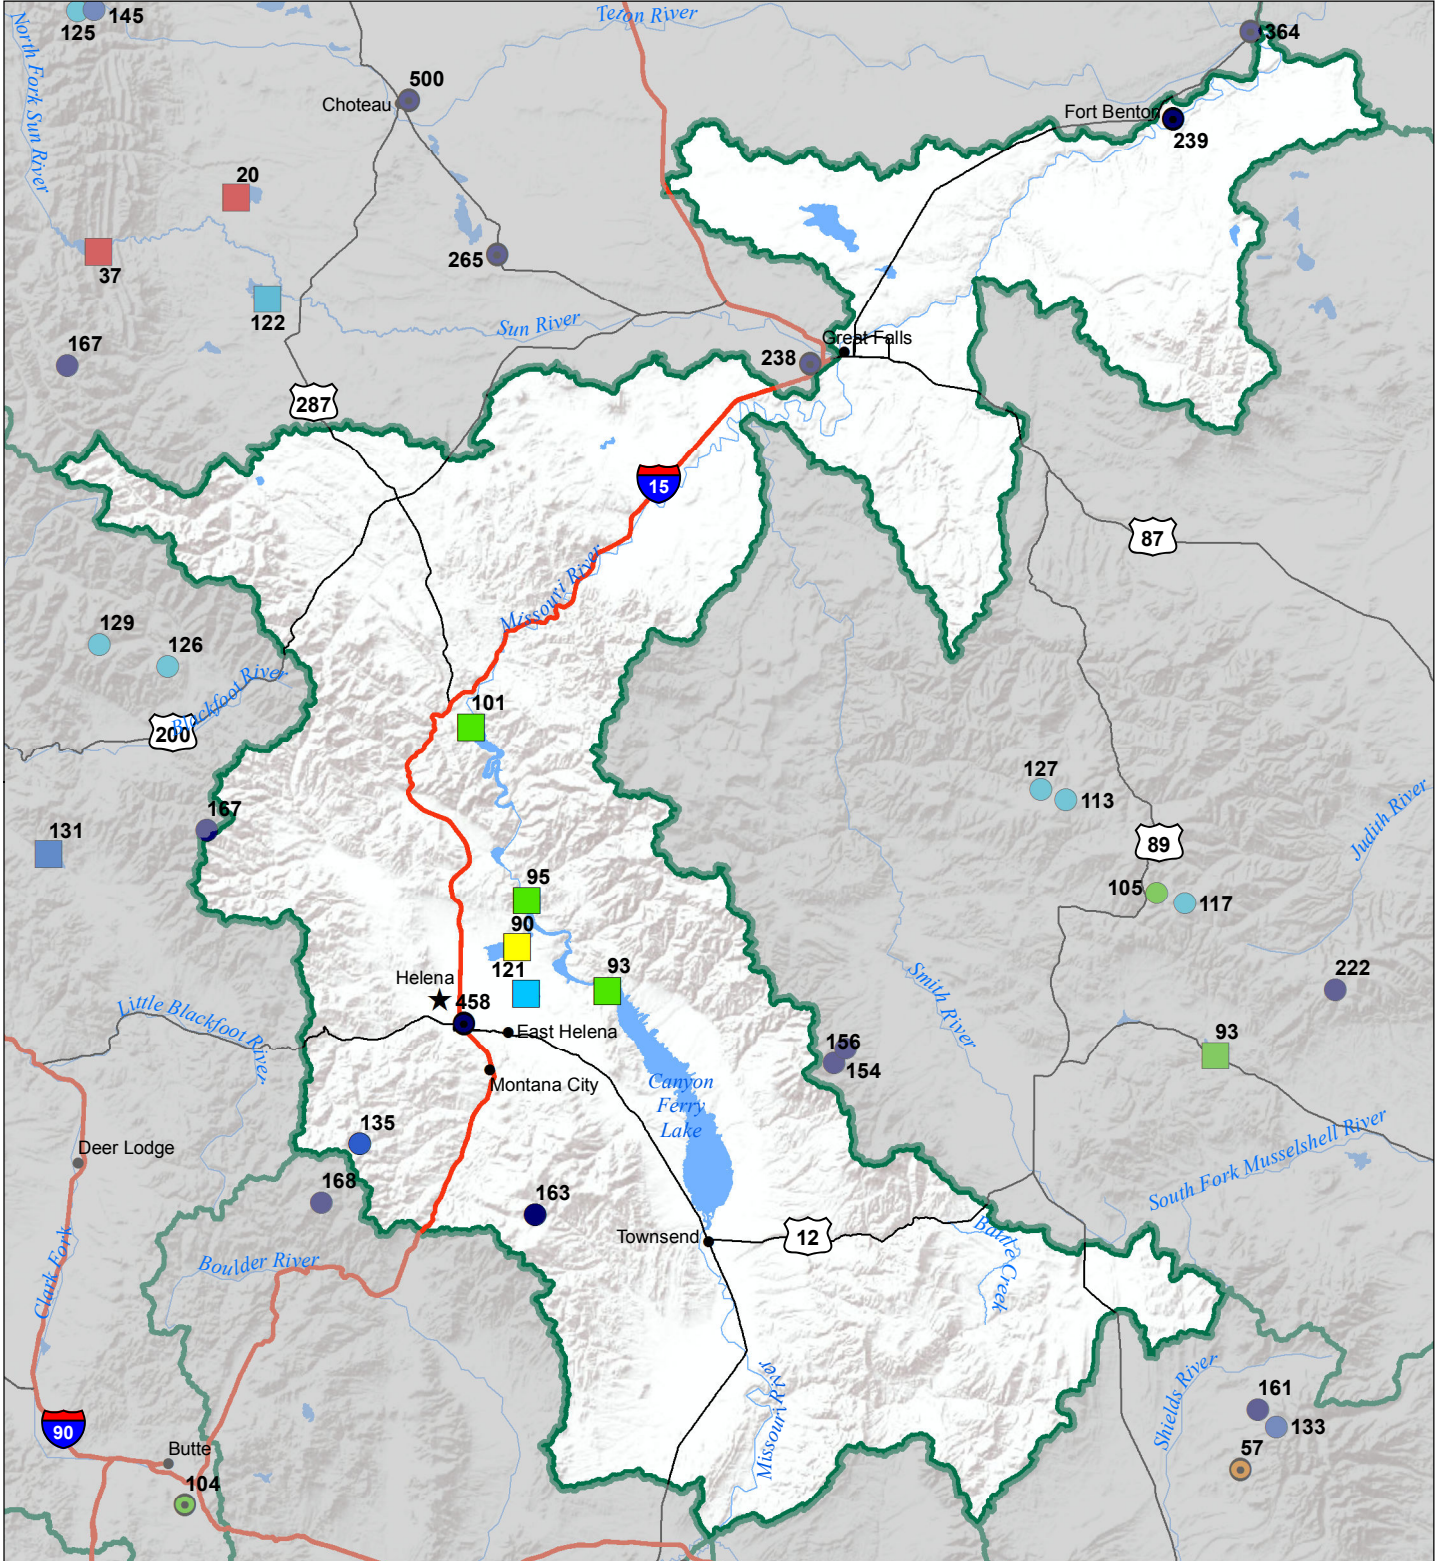 125
145
North Fork Sun River
Teton River
364
500
Choteau
Fort Benton
239
20
37
265
122
Sun River
167
238
Great Falls
287
15
87
Missouri River
129
126
Blackfoot River
200
101
127
113
131
167
89
Judith River
95
105
117
90
121
93
Helena
458
East Helena
Smith River
222
Little Blackfoot River
156
154
93
Montana City
Canyon
Ferry
Lake
135
Deer Lodge
168
163
South Fork Musselshell River
Townsend
12
Battle Creek
Boulder River
Clark Fork
Missouri River
Shields River
161
133
57
90
Butte
104